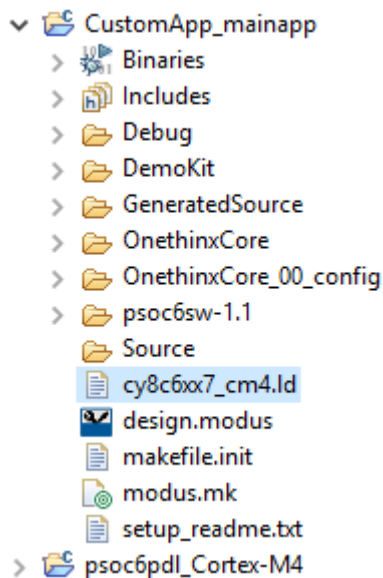 CustomApp_mainapp
Binaries
Includes
Debug
DemoKit
GeneratedSource
OnethinxCore
OnethinxCore_00_config
psoc6sw-1.1
Source
cy8c6xx7_cm4.ld
design.modus
makefile.init
modus.mk
setup_readme.txt
psoc6pdl_Cortex-M4